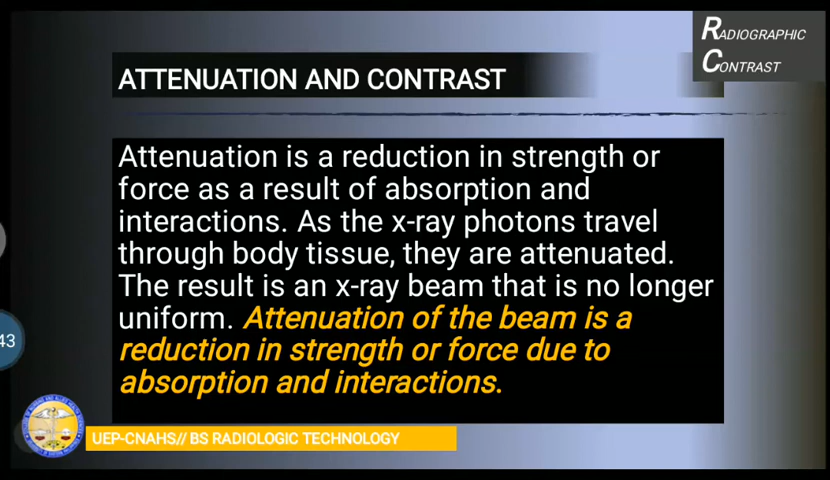 RADIOGRAPHIC
CONTRAST
ATTENUATION AND CONTRAST
Attenuation is a reduction in strength or
force as a result of absorption and
interactions. As the x-ray photons travel
through body tissue, they are attenuated.
The result is an x-ray beam that is no longer
uniform. Attenuation of the beam is a
reduction in strength or force due to
absorption and interactions.
43
UEP-CNAHS// BS RADIOLOGIC TECHNOLOGY